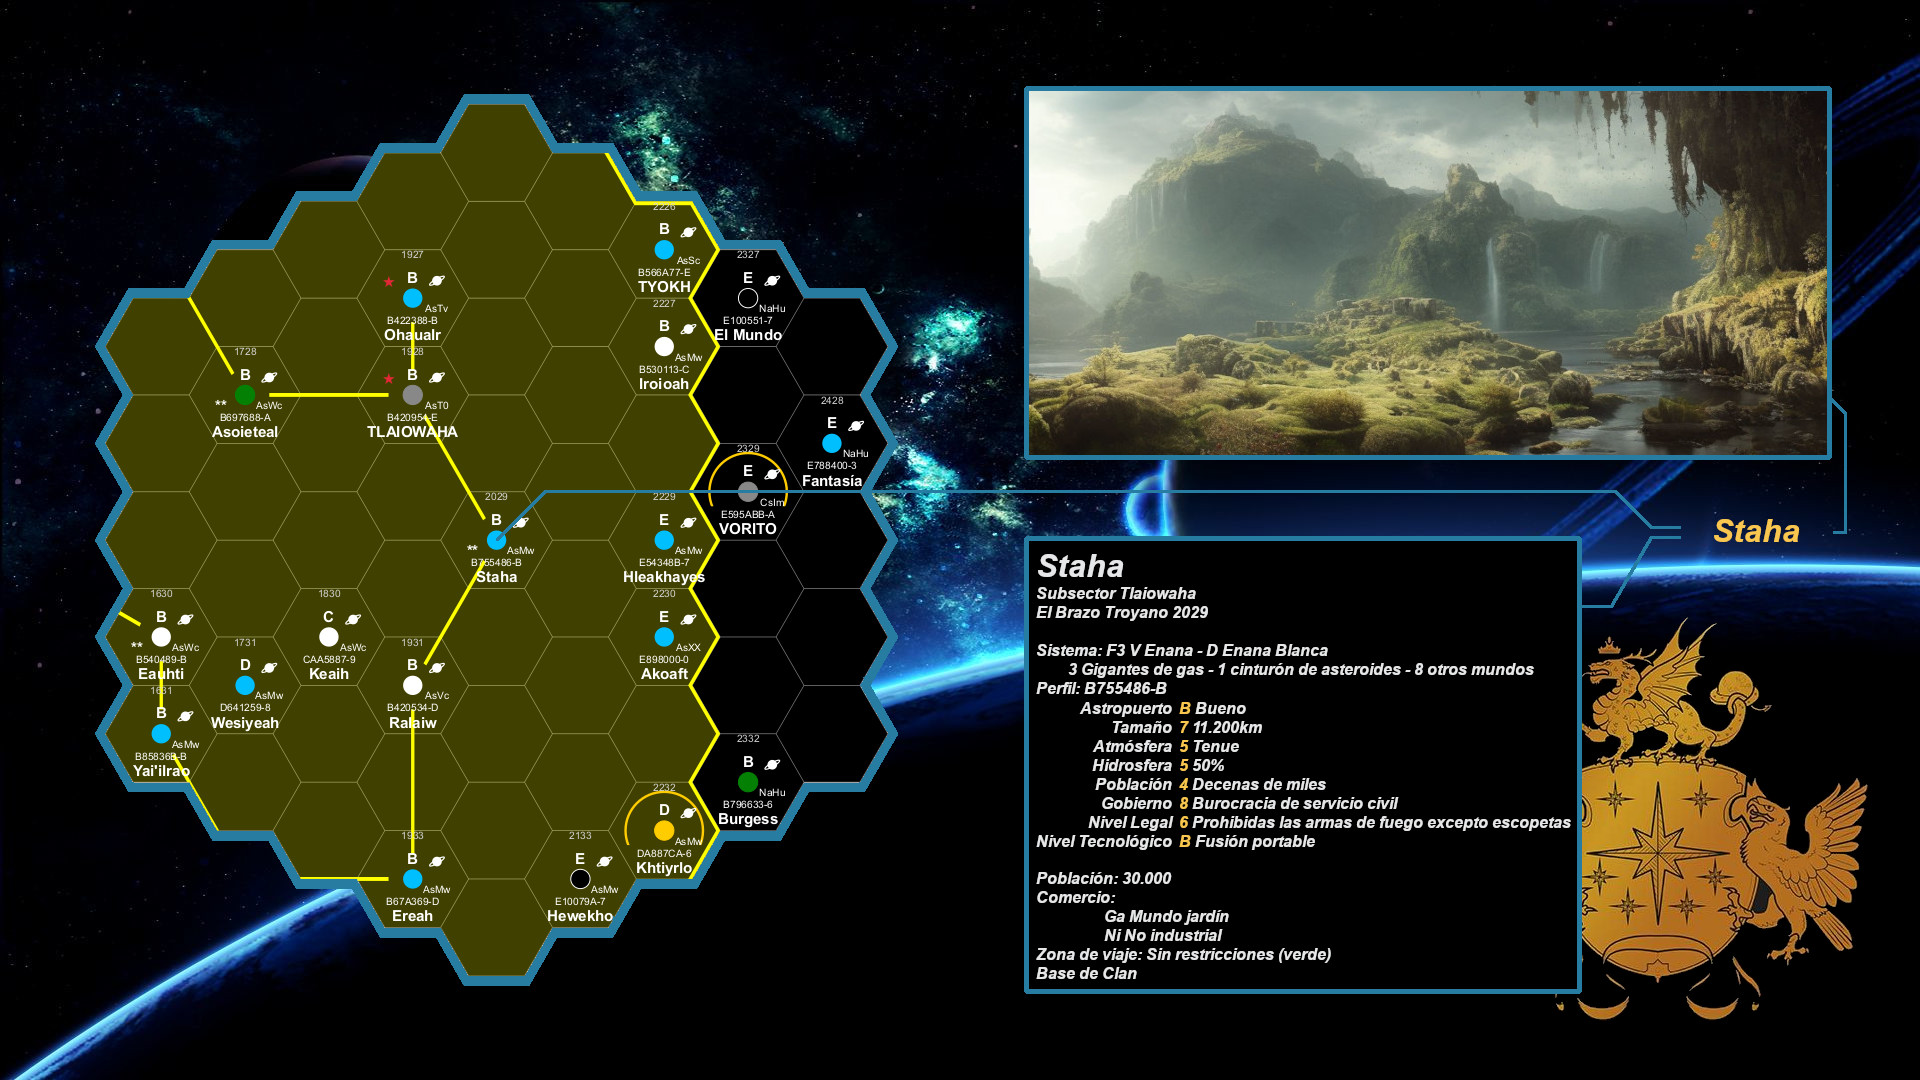 2226
B
AsSc
B566A77-E
TYOKH
1927
B
AsTv
B422388-B
Ohaualr
2327
E
NaHu
E100551-7
El Mundo
2227
B
AsMw
B530113-C
Iroioah
1728
B
**
AsWc
B697688-A
Asoieteal
1928
B
AsT0
TLAIOWAHA
2428
E
NaHu
E788400-3
Fantasía
2329
E
CsIm
E595ABB-A
VORITO
2029
B
**
AsMw
B755486-B
Staha
2229
E
AsMw
E54348B-7
Hleakhayes
1630
B
**
AsWc
B540489-B
Eauhti
1830
C
AsWc
CAA5887-9
Keaih
2230
E
AsXX
E898000-0
Akoaft
1731
D
AsMw
D641259-8
Wesiyeah
1931
B
AsVc
B420534-D
Ralaiw
1631
B
AsMw
Yai'ilrao
2332
B
NaHu
B796633-6
Burgess
2232
D
AsMw
DA887CA-6
Khtiyrlo
1933
B
AsMw
B67A369-D
Ereah
2133
E
AsMw
E10079A-7
Hewekho
Staha
Staha
Subsector Tlaiowaha
El Brazo Troyano 2029
Sistema: F3 V Enana - D Enana Blanca
3 Gigantes de gas - 1 cinturón de asteroides - 8 otros mundos
Perfil: B755486-B
Astropuerto B Bueno
Tamaño 7 11.200km
Atmósfera 5 Tenue
Hidrosfera 5 50%
Población 4 Decenas de miles
Gobierno 8 Burocracia de servicio civil
Nivel Legal 6 Prohibidas las armas de fuego excepto escopetas
Nivel Tecnológico B Fusión portable
Población: 30.000
Comercio:
Ga Mundo jardín
Ni No industrial
Zona de viaje: Sin restricciones (verde)
Base de Clan